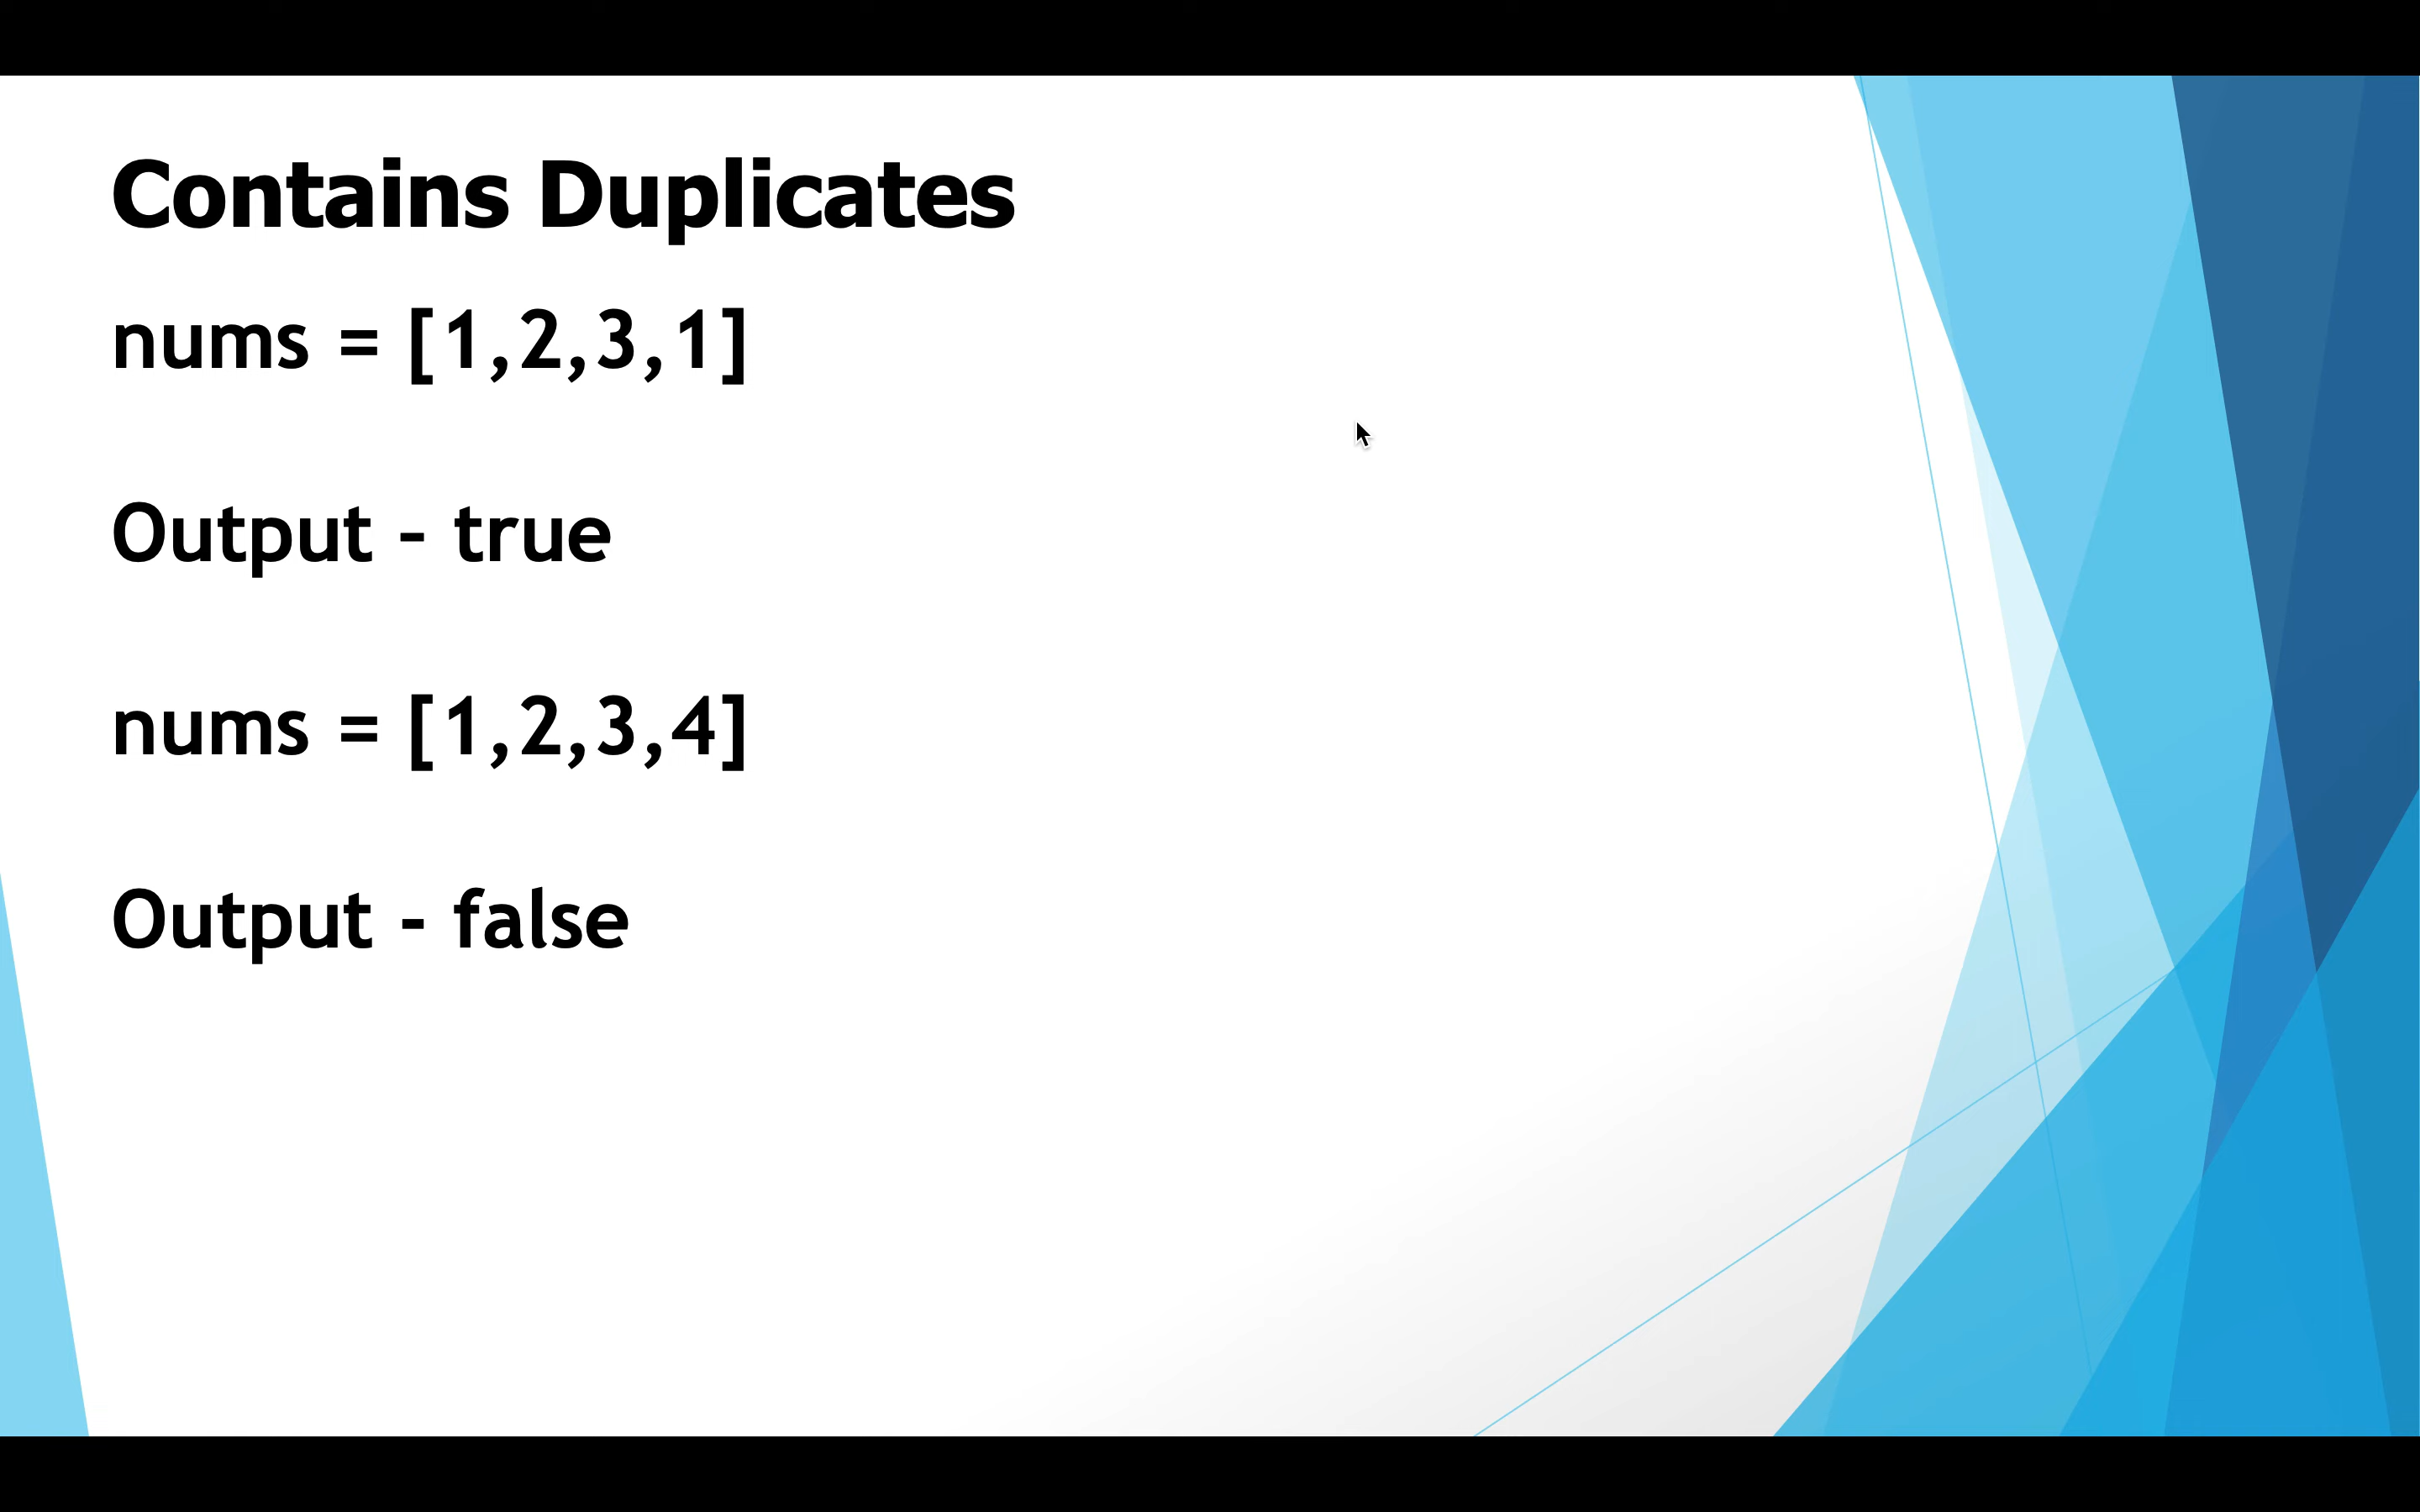 Contains Duplicates
nums = [1,2,3,1]
Output - true
nums = [1,2,3,4]
Output - false